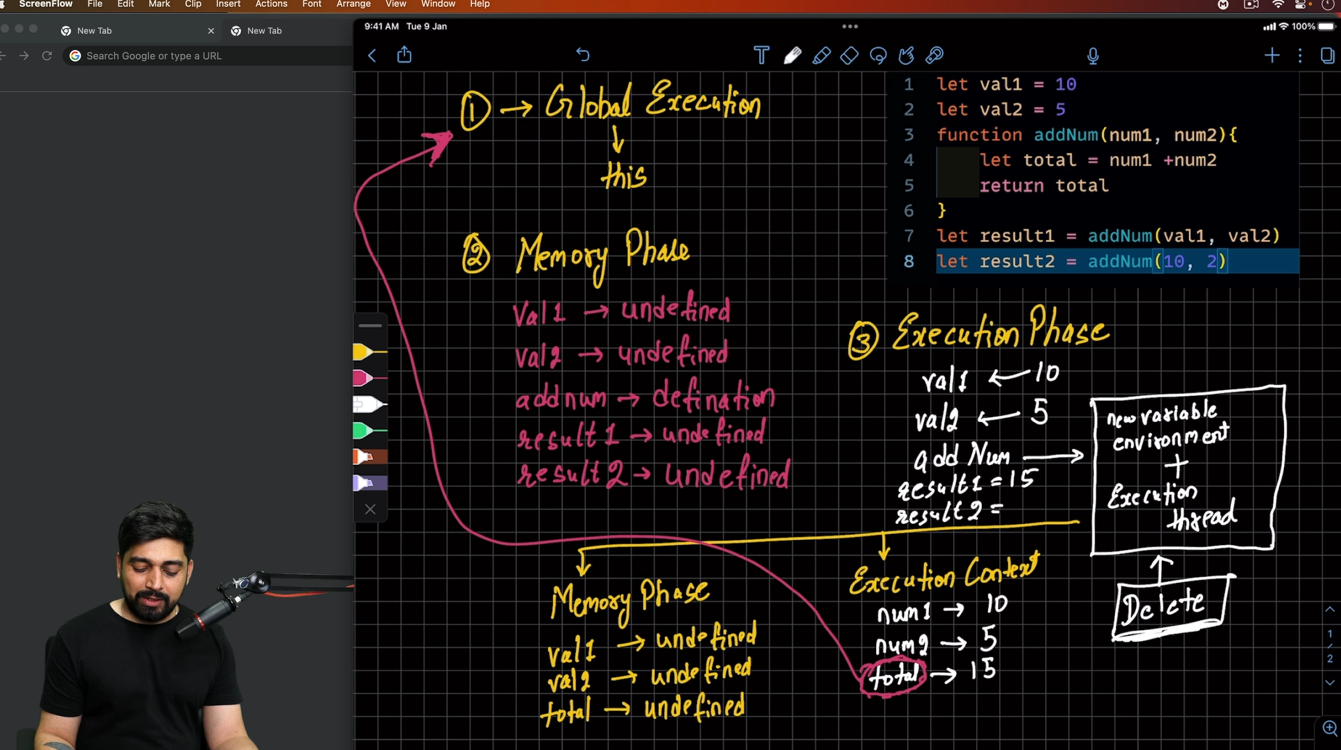 ScreenFlow File Edit Mark Clip Insert Actions Font Arrange View Window Help
New Tab
New Tab
Search Google or type a URL
9:41 AM Tue 9 Jan
100%
① → Global Execution
↓
this
② Memory Phase
Val1 → undefined
val2 → undefined
addnum → defination
result1 → undefined
result2 → undefined
1 let val1 = 10
2 let val2 = 5
3 function addNum(num1, num2){
4 let total = num1 +num2
5 return total
6 }
7 let result1 = addNum(val1, val2)
8 let result2 = addNum(10, 2)
③ Execution Phase
val1 ← 10
val2 ← 5
add Num →
result1 = 15
result2 =
new variable
environment
+
Execution
thread
Delete
Memory Phase
val1 → undefined
val2 → undefined
total → undefined
Execution Context
num1 → 10
num2 → 5
total → 15
1
/
2